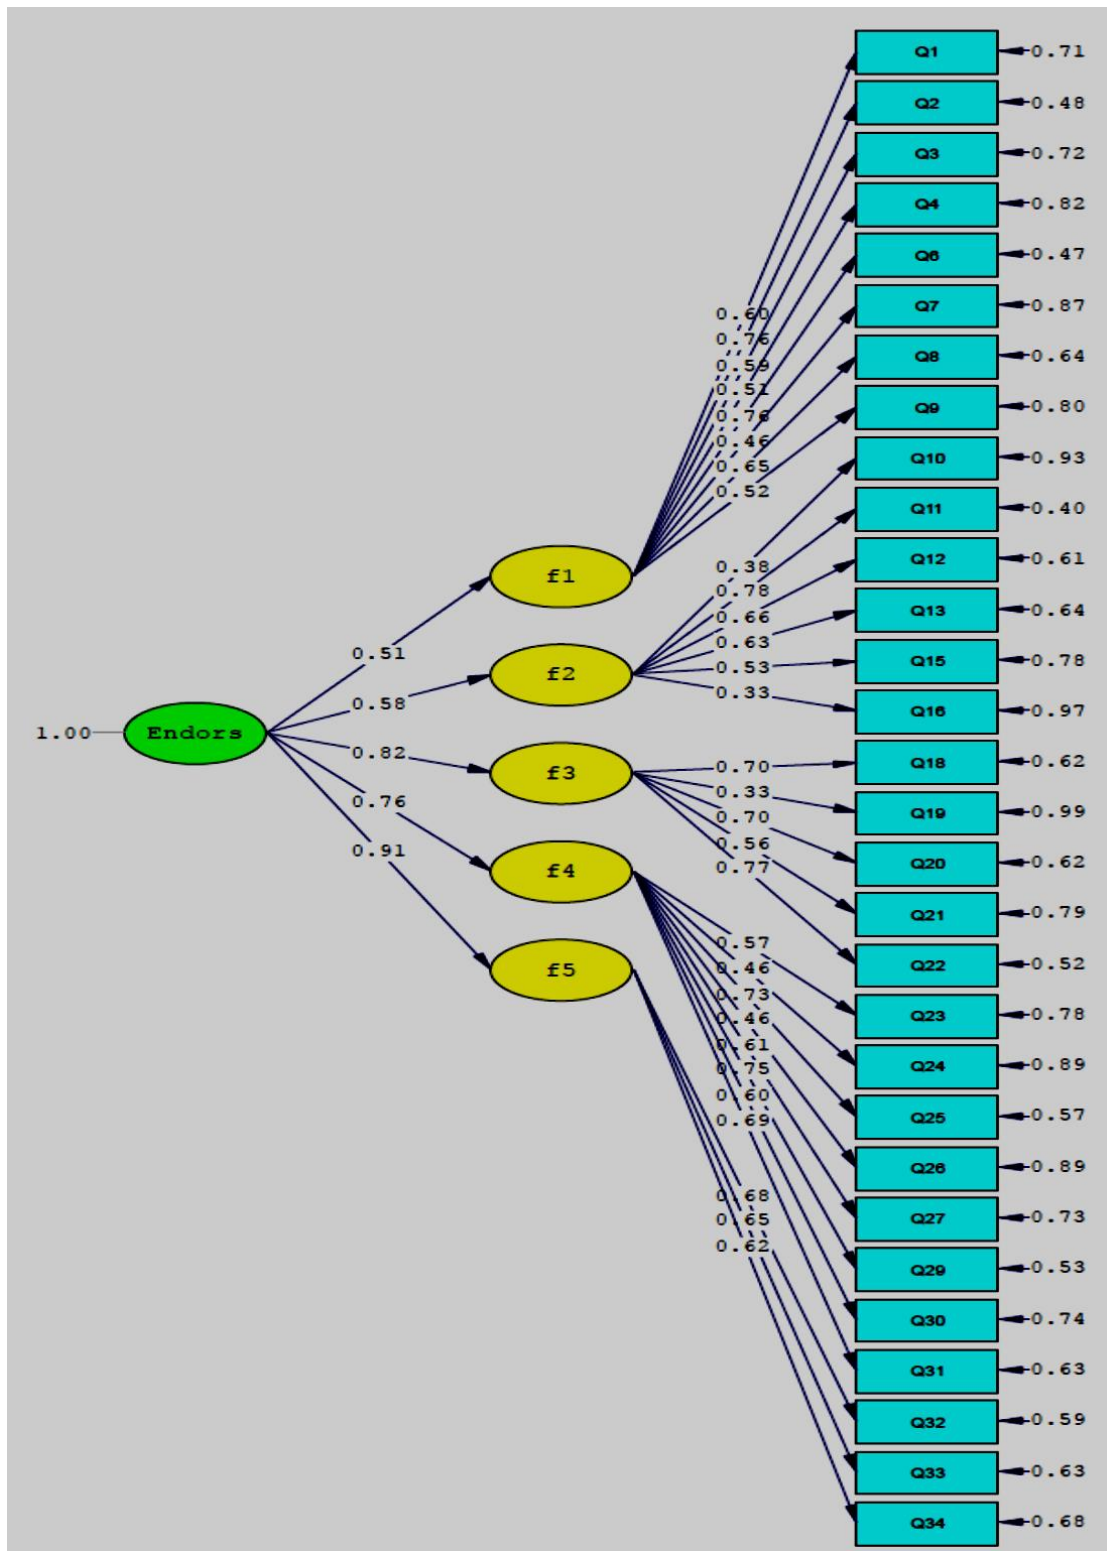 Q1 0.71
Q2 0.48
Q3 0.72
Q4 0.82
Q6 0.47
Q7 0.87
Q8 0.64
Q9 0.80
Q10 0.93
Q11 0.40
Q12 0.61
Q13 0.64
Q15 0.78
Q16 0.97
Q18 0.62
Q19 0.99
Q20 0.62
Q21 0.79
Q22 0.52
Q23 0.78
Q24 0.89
Q25 0.57
Q26 0.89
Q27 0.73
Q29 0.53
Q30 0.74
Q31 0.63
Q32 0.59
Q33 0.63
Q34 0.68
0.60
0.76
0.59
0.51
0.76
0.46
0.65
0.52
0.38
0.78
0.66
0.63
0.53
0.33
0.70
0.33
0.70
0.56
0.77
0.57
0.46
0.73
0.46
0.61
0.75
0.60
0.69
0.68
0.65
0.62
f1
f2
f3
f4
f5
0.51
0.58
0.82
0.76
0.91
1.00 Endors